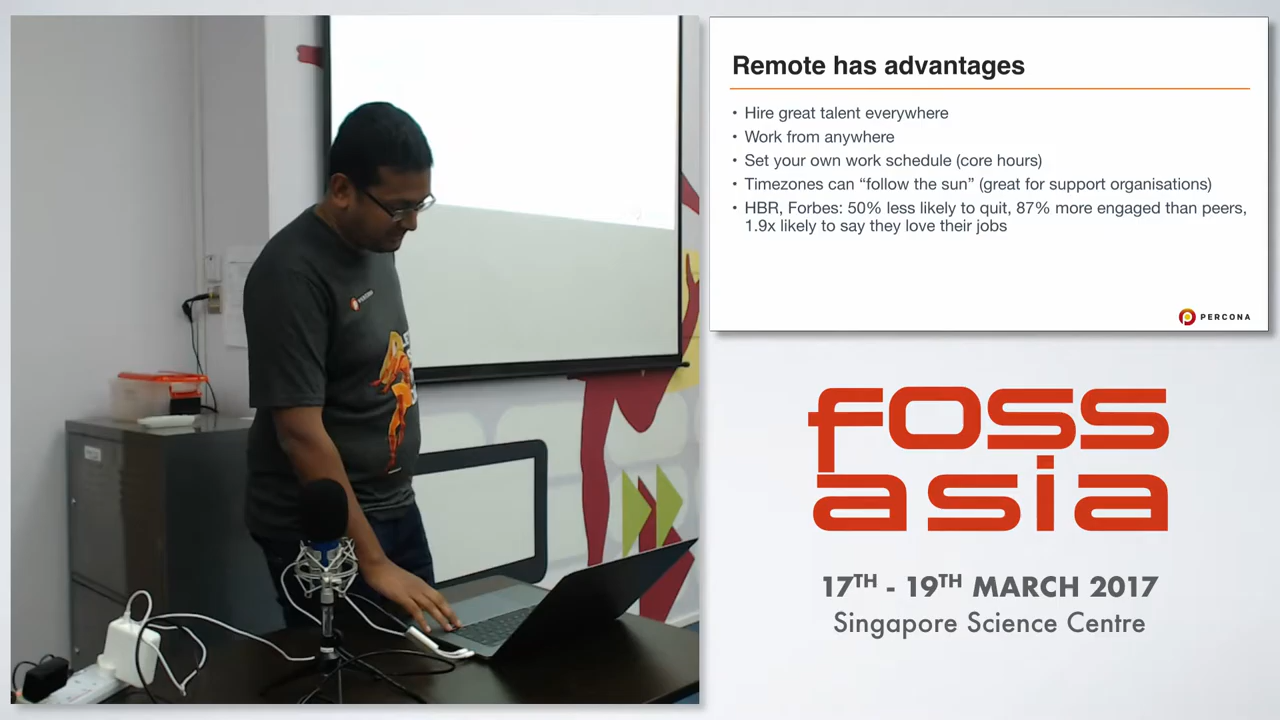 Remote has advantages
• Hire great talent everywhere
• Work from anywhere
• Set your own work schedule (core hours)
• Timezones can “follow the sun” (great for support organisations)
• HBR, Forbes: 50% less likely to quit, 87% more engaged than peers,
1.9x likely to say they love their jobs
PERCONA
PERCONA
foss
asia
17TH - 19TH MARCH 2017
Singapore Science Centre